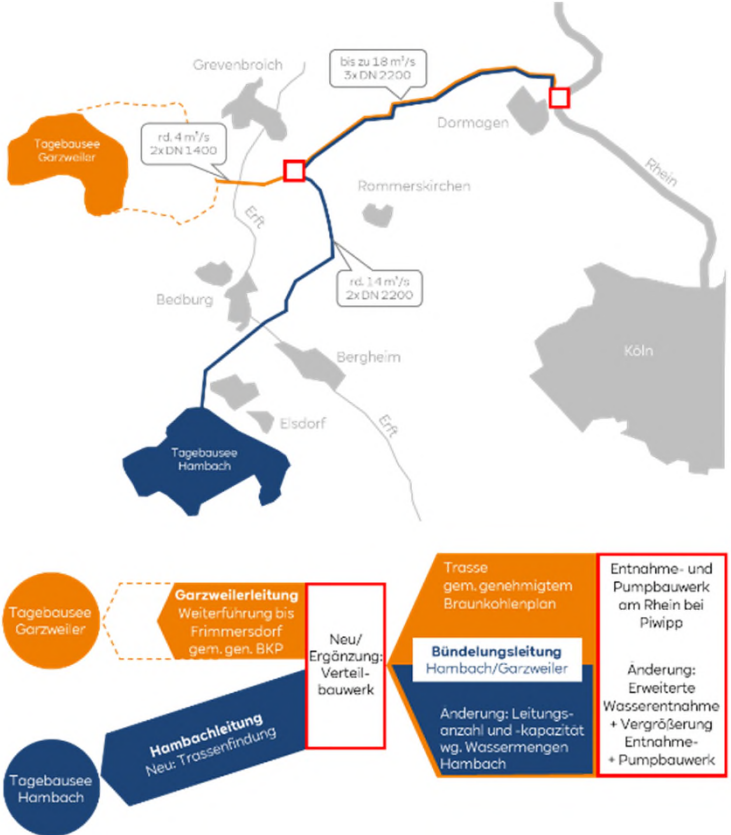 Grevenbroich
bis zu 18 m³/s
3x DN 2200
Dormagen
Tagebausee
Garzweiler
rd. 4 m³/s
2x DN 1400
Rhein
Rommerskirchen
Erft
rd. 14 m³/s
2x DN 2200
Bedburg
Bergheim
Köln
Elsdorf
Erft
Tagebausee
Hambach
Tagebausee
Garzweiler
Garzweilerleitung
Weiterführung bis
Frimmersdorf
gem. gen. BKP
Neu/
Ergänzung:
Verteil-
bauwerk
Hambachleitung
Neu: Trassenfindung
Tagebausee
Hambach
Trasse
gem. genehmigtem
Braunkohlenplan
Bündelungsleitung
Hambach/Garzweiler
Änderung: Leitungs-
anzahl und -kapazität
wg. Wassermengen
Hambach
Entnahme- und
Pumpbauwerk
am Rhein bei
Piwipp
Änderung:
Erweiterte
Wasserentnahme
+ Vergrößerung
Entnahme-
+ Pumpbauwerk